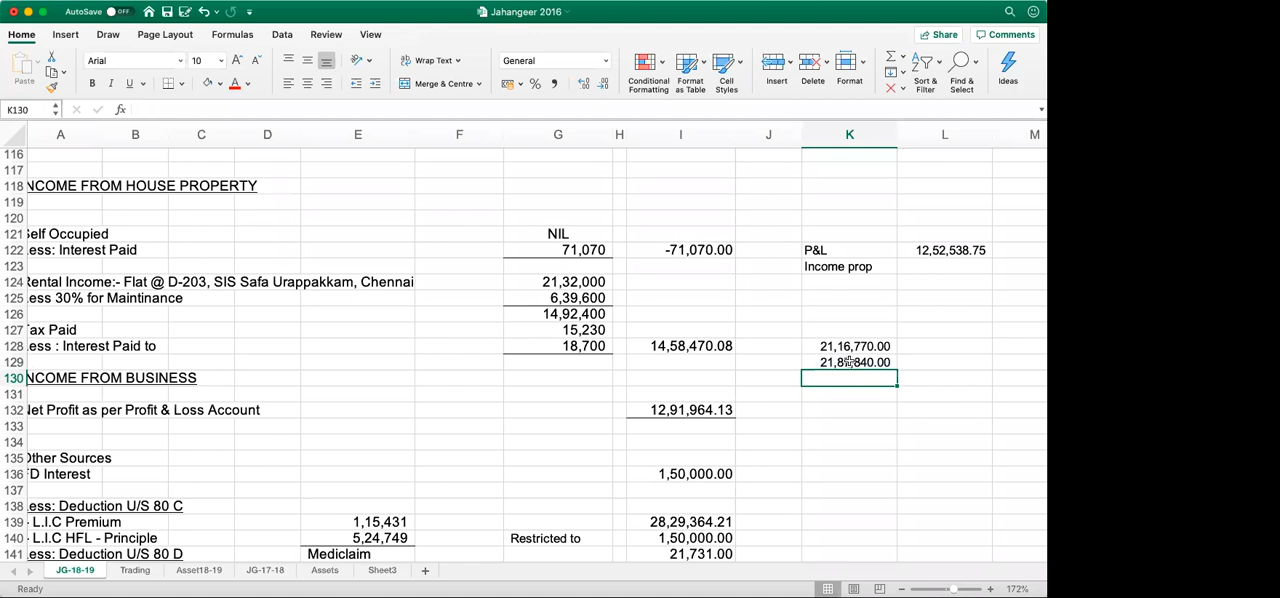 AutoSave OFF Jahangeer 2016
Home Insert Draw Page Layout Formulas Data Review View Share Comments
Paste Arial 10 A^ A˅ Wrap Text General Conditional Formatting Format as Table Cell Styles Insert Delete Format Sort & Filter Find & Select Ideas
B I U A Merge & Centre % ,
K130 fx
A B C D E F G H I J K L M
116
117
118 NCOME FROM HOUSE PROPERTY
119
120
121 Self Occupied NIL
122 ess: Interest Paid 71,070 -71,070.00 P&L 12,52,538.75
123 Income prop
124 Rental Income:- Flat @ D-203, SIS Safa Urappakkam, Chennai 21,32,000
125 ess 30% for Maintinance 6,39,600
126 14,92,400
127 Tax Paid 15,230
128 ess : Interest Paid to 18,700 14,58,470.08 21,16,770.00
129
130 NCOME FROM BUSINESS
131
132 Net Profit as per Profit & Loss Account 12,91,964.13
133
134
135 Other Sources
136 FD Interest 1,50,000.00
137
138 ess: Deduction U/S 80 C
139 - L.I.C Premium 1,15,431 28,29,364.21
140 - L.I.C HFL - Principle 5,24,749 Restricted to 1,50,000.00
141 ess: Deduction U/S 80 D Mediclaim 21,731.00
JG-18-19 Trading Asset18-19 JG-17-18 Assets Sheet3 +
Ready 172%